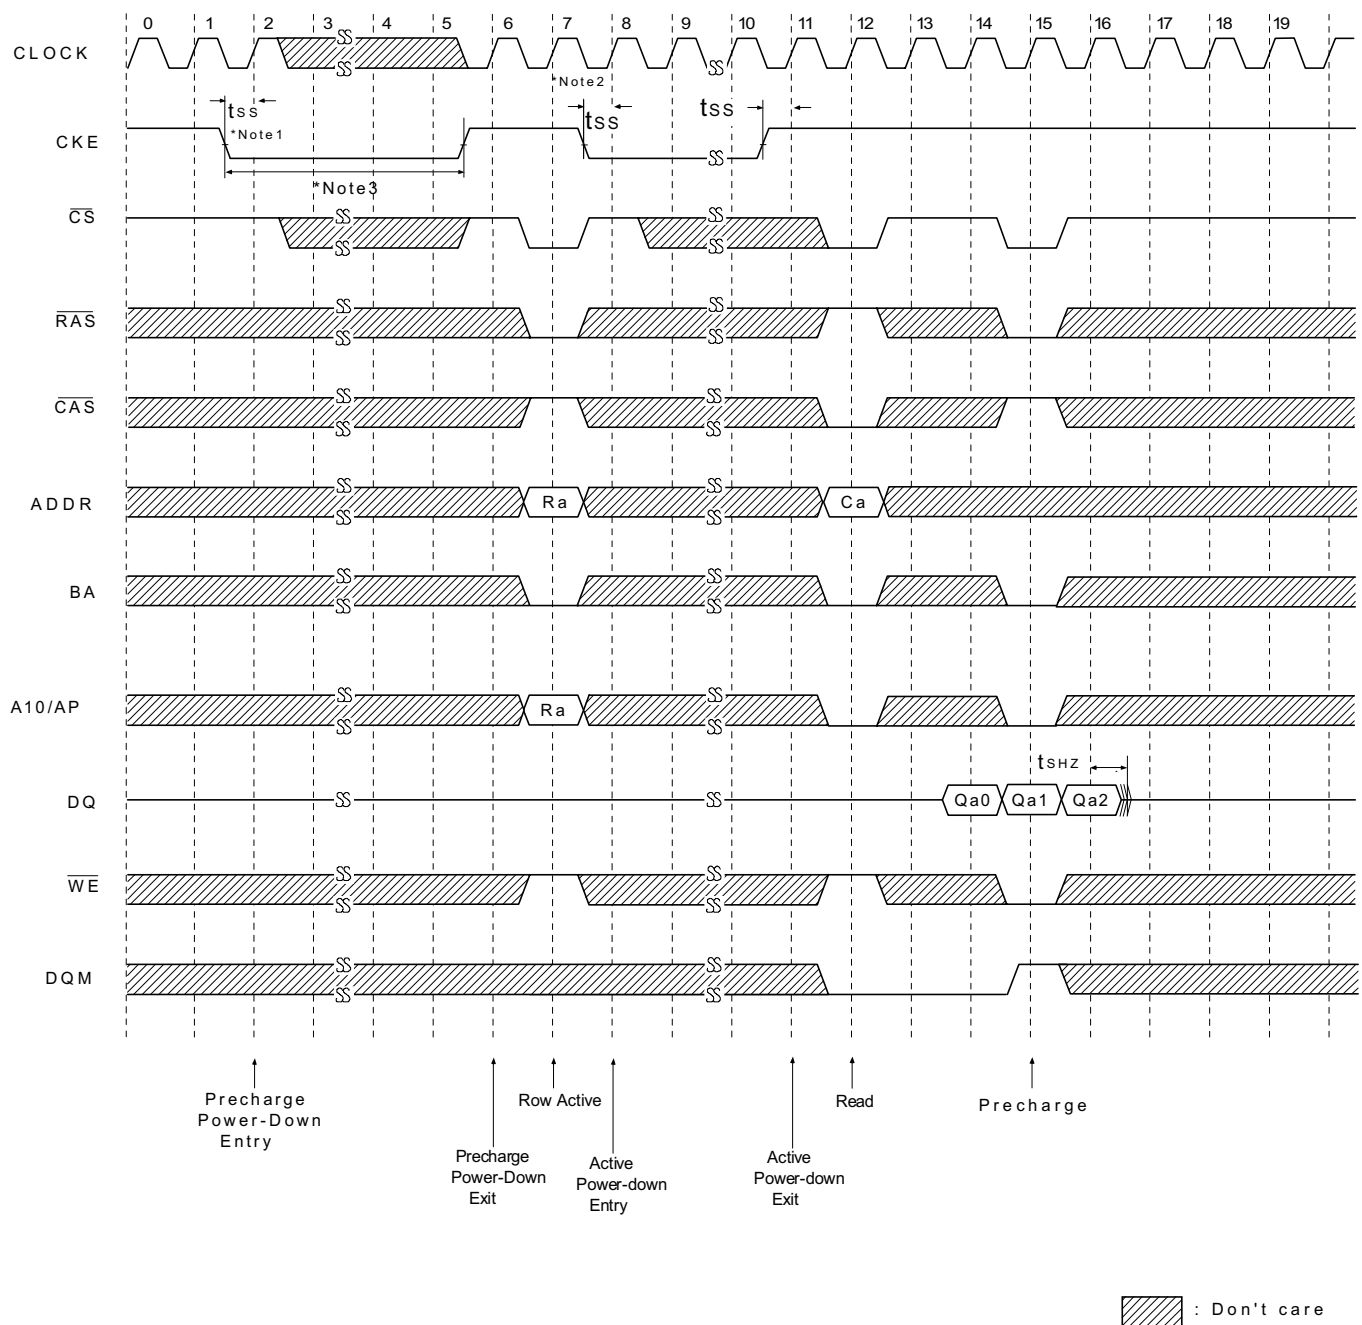 0 1 2 3 4 5 6 7 8 9 10 11 12 13 14 15 16 17 18 19
CLOCK
*Note2
tss tss tss
*Note1
CKE
*Note3
CS
RAS
CAS
ADDR Ra Ca
BA
A10/AP Ra
tSHZ
DQ Qa0 Qa1 Qa2
WE
DQM
Precharge
Power-Down
Entry
Precharge
Power-Down
Exit
Row Active
Active
Power-down
Entry
Active
Power-down
Exit
Read
Precharge
: Don't care